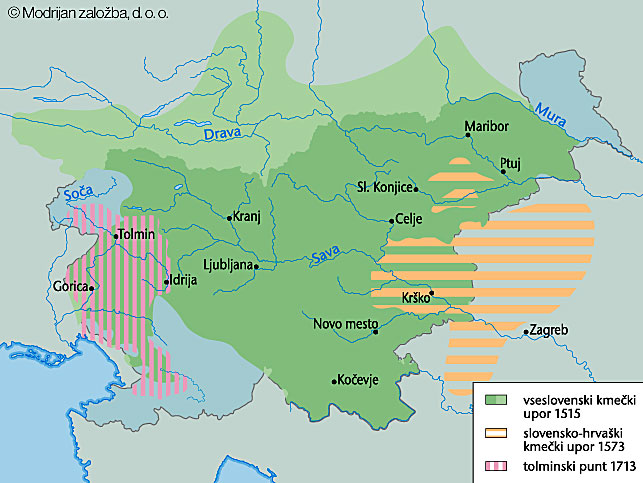 © Modrijan založba, d. o. o.
Mura
Drava
Maribor
Ptuj
Sl. Konjice
Soča
Kranj
Celje
Tolmin
Sava
Ljubljana
Idrija
Gorica
Krško
Novo mesto
Zagreb
Kočevje
vseslovenski kmečki
upor 1515
slovensko-hrvaški
kmečki upor 1573
tolminski punt 1713